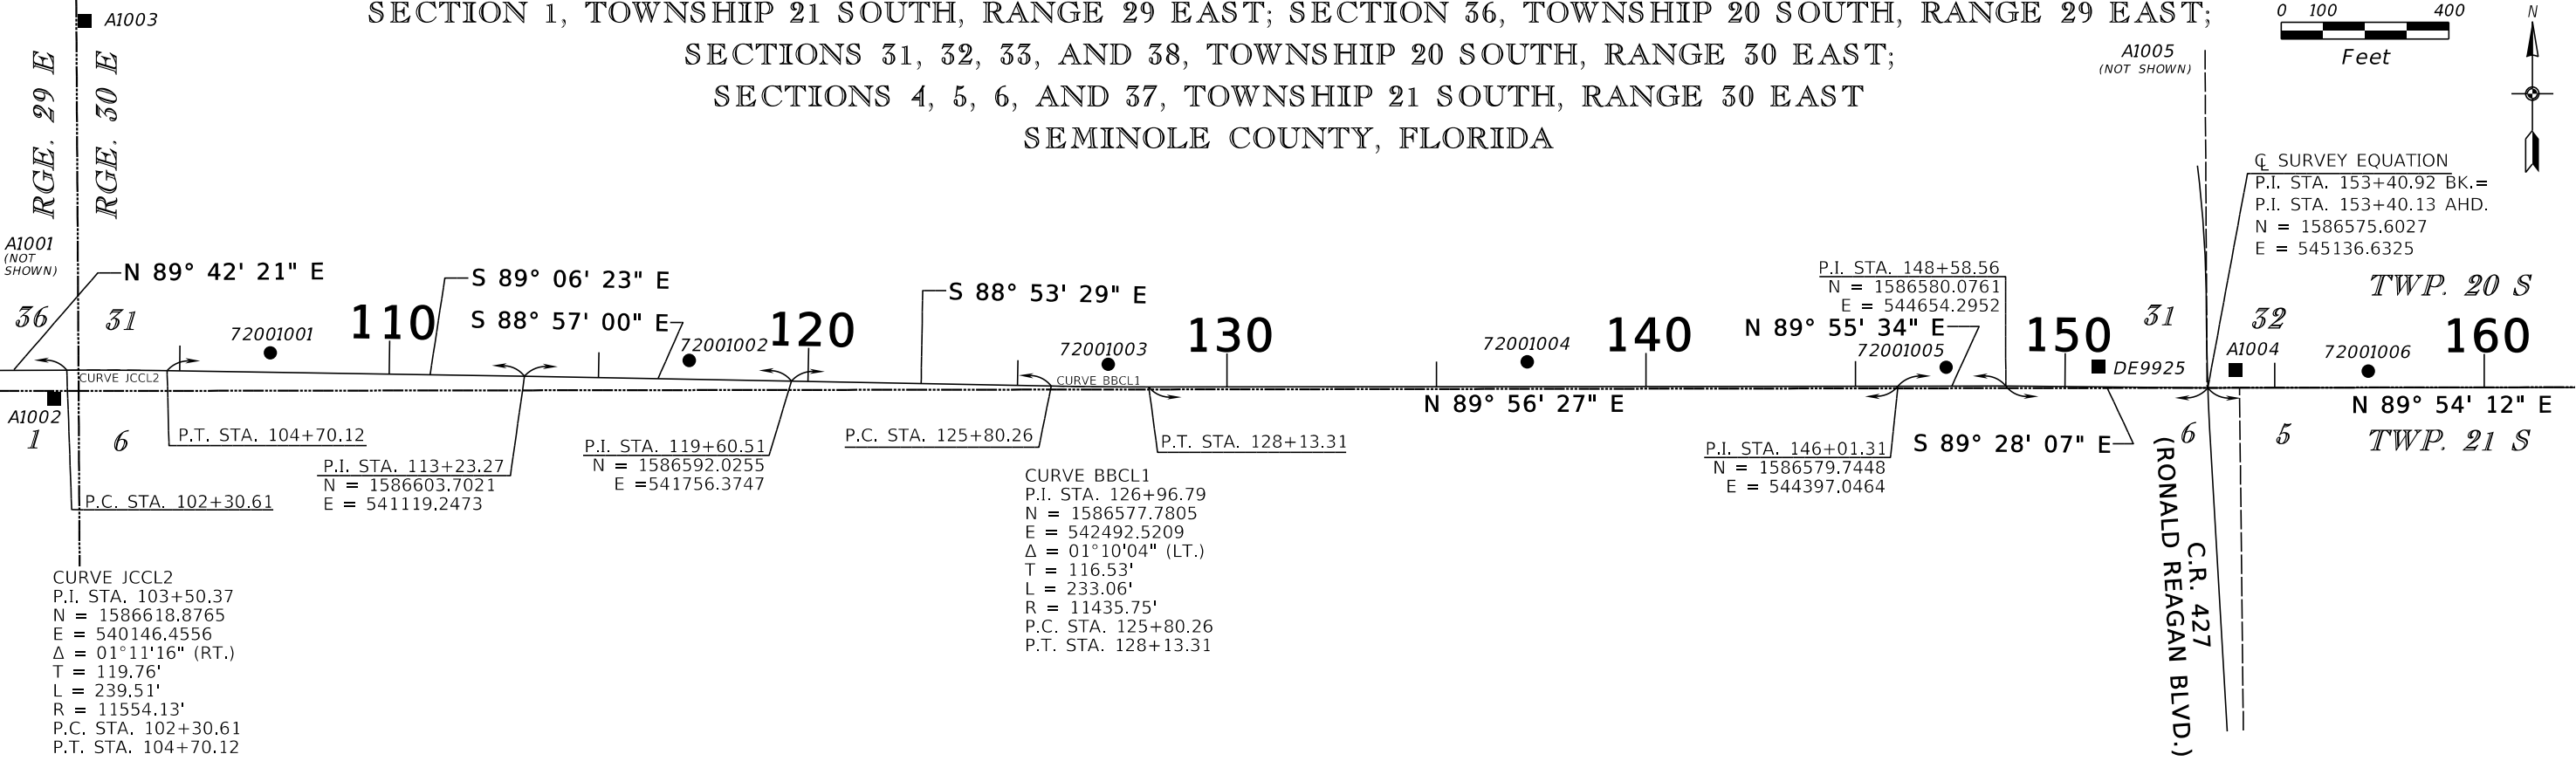 SECTION 1, TOWNSHIP 21 SOUTH, RANGE 29 EAST; SECTION 36, TOWNSHIP 20 SOUTH, RANGE 29 EAST;
SECTIONS 31, 32, 33, AND 38, TOWNSHIP 20 SOUTH, RANGE 30 EAST;
SECTIONS 4, 5, 6, AND 37, TOWNSHIP 21 SOUTH, RANGE 30 EAST
SEMINOLE COUNTY, FLORIDA
A1003
RGE. 29 E
RGE. 30 E
0 100 400
Feet
N
A1005
(NOT SHOWN)
℄ SURVEY EQUATION
P.I. STA. 153+40.92 BK.=
P.I. STA. 153+40.13 AHD.
N = 1586575.6027
E = 545136.6325
A1001
(NOT
SHOWN)
N 89° 42' 21" E
S 89° 06' 23" E
S 88° 57' 00" E
S 88° 53' 29" E
P.I. STA. 148+58.56
N = 1586580.0761
E = 544654.2952
N 89° 55' 34" E
TWP. 20 S
36
31
31
32
110
120
130
140
150
160
72001001
72001002
72001003
72001004
72001005
DE9925
A1004
72001006
CURVE JCCL2
CURVE BBCL1
A1002
1
6
N 89° 56' 27" E
S 89° 28' 07" E
6
5
N 89° 54' 12" E
TWP. 21 S
P.T. STA. 104+70.12
P.C. STA. 102+30.61
P.I. STA. 113+23.27
N = 1586603.7021
E = 541119.2473
P.I. STA. 119+60.51
N = 1586592.0255
E =541756.3747
P.C. STA. 125+80.26
P.T. STA. 128+13.31
P.I. STA. 146+01.31
N = 1586579.7448
E = 544397.0464
CURVE BBCL1
P.I. STA. 126+96.79
N = 1586577.7805
E = 542492.5209
Δ = 01°10'04" (LT.)
T = 116.53'
L = 233.06'
R = 11435.75'
P.C. STA. 125+80.26
P.T. STA. 128+13.31
CURVE JCCL2
P.I. STA. 103+50.37
N = 1586618.8765
E = 540146.4556
Δ = 01°11'16" (RT.)
T = 119.76'
L = 239.51'
R = 11554.13'
P.C. STA. 102+30.61
P.T. STA. 104+70.12
C.R. 427
(RONALD REAGAN BLVD.)